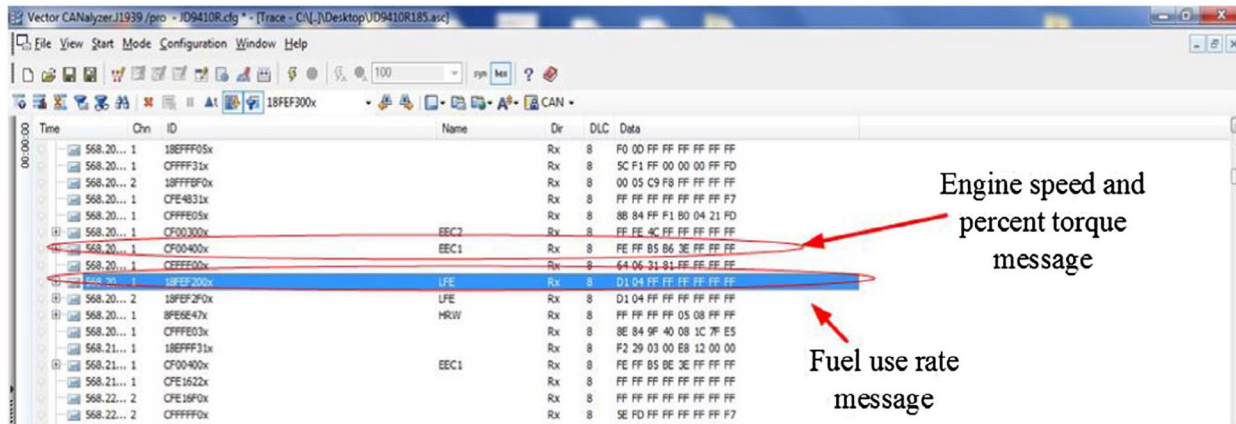 Vector CANalyzer.J1939 /pro - JD9410R.cfg * - [Trace - C:\[..]\Desktop\JD9410R185.asc]
File View Start Mode Configuration Window Help
100 sym hex ?
Δt 18FEF300x CAN
00:00:00
Time Chn ID Name Dir DLC Data
568.20... 1 18EFFF05x Rx 8 F0 0D FF FF FF FF FF FF
568.20... 1 CFFFF31x Rx 8 5C F1 FF 00 00 00 FF FD
568.20... 2 18FFFBF0x Rx 8 00 05 C9 F8 FF FF FF FF
568.20... 1 CFE4831x Rx 8 FF FF FF FF FF FF FF F7
568.20... 1 CFFFE05x Rx 8 8B 84 FF F1 B0 04 21 FD
568.20... 1 CF00300x EEC2 Rx 8 FF FE 4C FF FF FF FF FF
568.20... 1 CF00400x EEC1 Rx 8 FE FF B5 B6 3E FF FF FF
568.20... 1 CEFFF00x Rx 8 64 06 31 81 FF FF FF FF
568.20... 1 18FEF200x LFE Rx 8 D1 04 FF FF FF FF FF FF
568.20... 2 18FEF2F0x LFE Rx 8 D1 04 FF FF FF FF FF FF
568.20... 1 8FE6E47x HRW Rx 8 FF FF FF FF 05 08 FF FF
568.20... 1 CFFFE03x Rx 8 8E 84 9F 40 08 1C 7F E5
568.21... 1 18EFFF31x Rx 8 F2 29 03 00 E8 12 00 00
568.21... 1 CF00400x EEC1 Rx 8 FE FF B5 BE 3E FF FF FF
568.21... 1 CFE1622x Rx 8 FF FF FF FF FF FF FF FF
568.22... 2 CFE16F0x Rx 8 FF FF FF FF FF FF FF FF
568.22... 2 CFFFFF0x Rx 8 5E FD FF FF FF FF FF F7
Engine speed and
percent torque
message
Fuel use rate
message